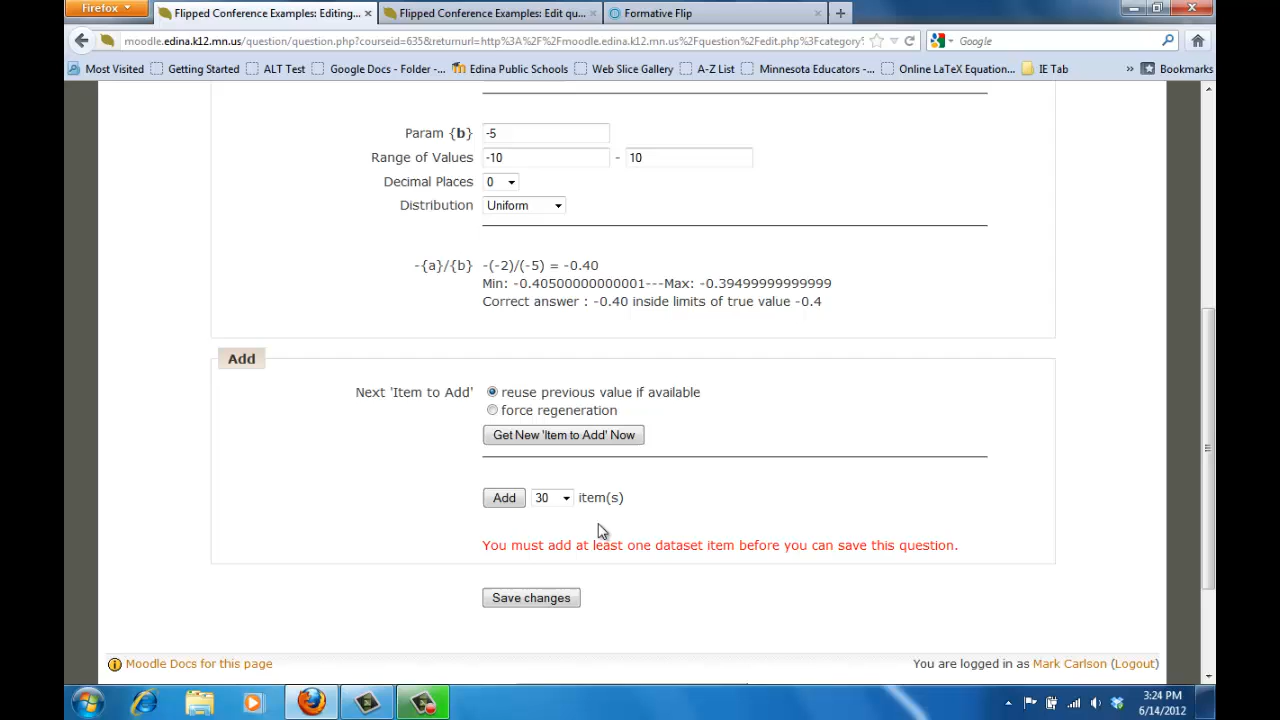 Firefox
Flipped Conference Examples: Editing... ×
Flipped Conference Examples: Edit qu... ×
Formative Flip ×
moodle.edina.k12.mn.us/question/question.php?courseid=635&returnurl=http%3A%2F%2Fmoodle.edina.k12.mn.us%2Fquestion%2Fedit.php%3Fcategory
Google
Most Visited Getting Started ALT Test Google Docs - Folder -... Edina Public Schools Web Slice Gallery A-Z List Minnesota Educators -... Online LaTeX Equation... IE Tab » Bookmarks
Param {b} -5
Range of Values -10 - 10
Decimal Places 0
Distribution Uniform
-{a}/{b} -(-2)/(-5) = -0.40
Min: -0.40500000000001---Max: -0.39499999999999
Correct answer : -0.40 inside limits of true value -0.4
Add
Next 'Item to Add' reuse previous value if available
force regeneration
Get New 'Item to Add' Now
Add 30 item(s)
You must add at least one dataset item before you can save this question.
Save changes
Moodle Docs for this page
You are logged in as Mark Carlson (Logout)
3:24 PM
6/14/2012